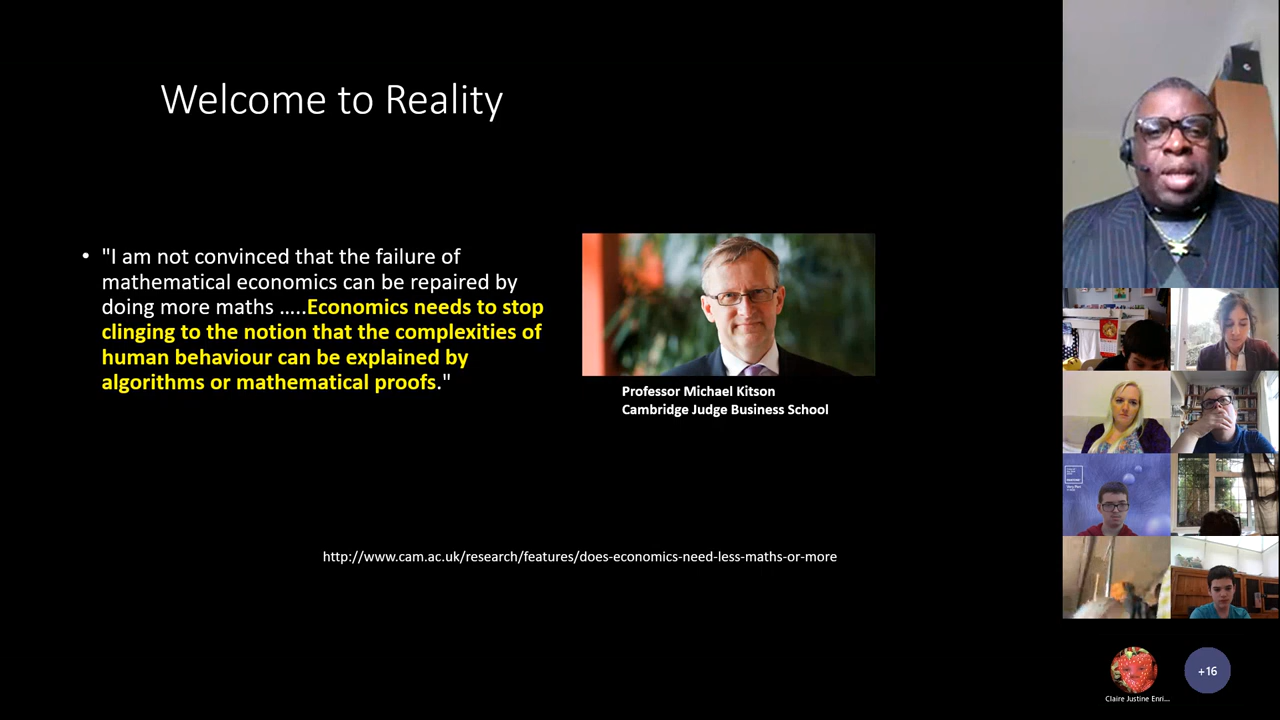 Welcome to Reality
• "I am not convinced that the failure of
mathematical economics can be repaired by
doing more maths .....Economics needs to stop
clinging to the notion that the complexities of
human behaviour can be explained by
algorithms or mathematical proofs."
Professor Michael Kitson
Cambridge Judge Business School
http://www.cam.ac.uk/research/features/does-economics-need-less-maths-or-more
Claire Justine Enri...
+16